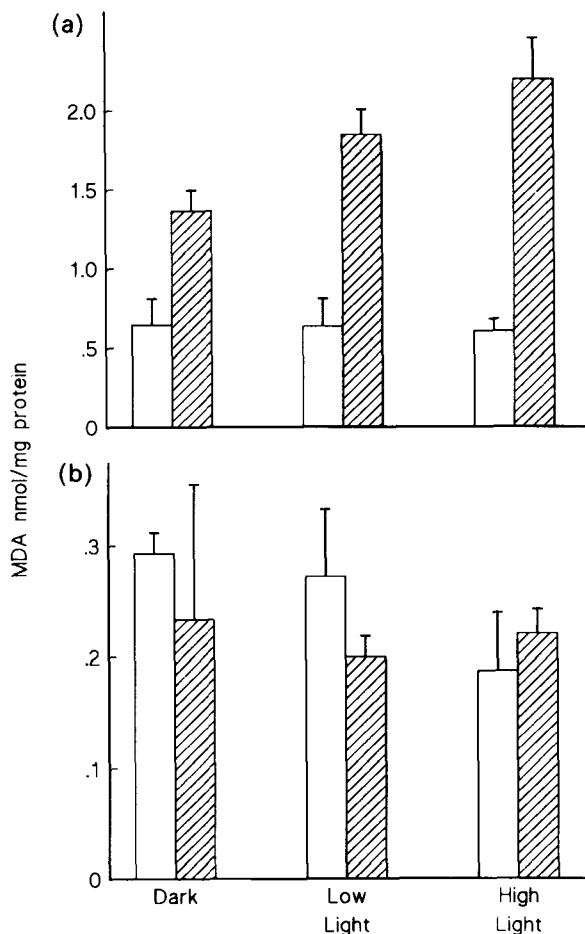 (a)
2.0
1.5
1.0
.5
0
MDA nmol/mg protein
(b)
.3
.2
.1
0
Dark
Low
Light
High
Light